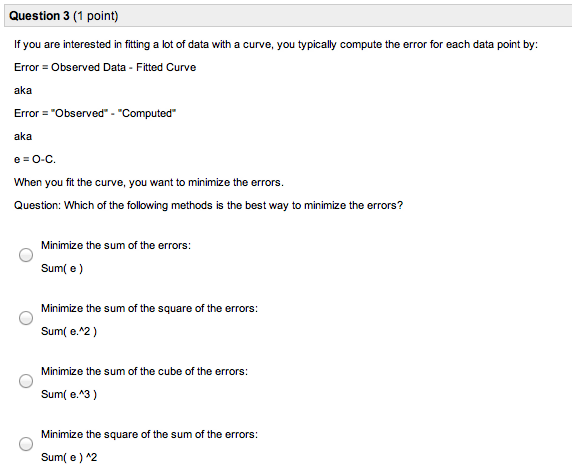 Question 3 (1 point)
If you are interested in fitting a lot of data with a curve, you typically compute the error for each data point by:
Error = Observed Data - Fitted Curve
aka
Error = "Observed" - "Computed"
aka
e = O-C.
When you fit the curve, you want to minimize the errors.
Question: Which of the following methods is the best way to minimize the errors?
Minimize the sum of the errors:
Sum( e )
Minimize the sum of the square of the errors:
Sum( e.^2 )
Minimize the sum of the cube of the errors:
Sum( e.^3 )
Minimize the square of the sum of the errors:
Sum( e ) ^2